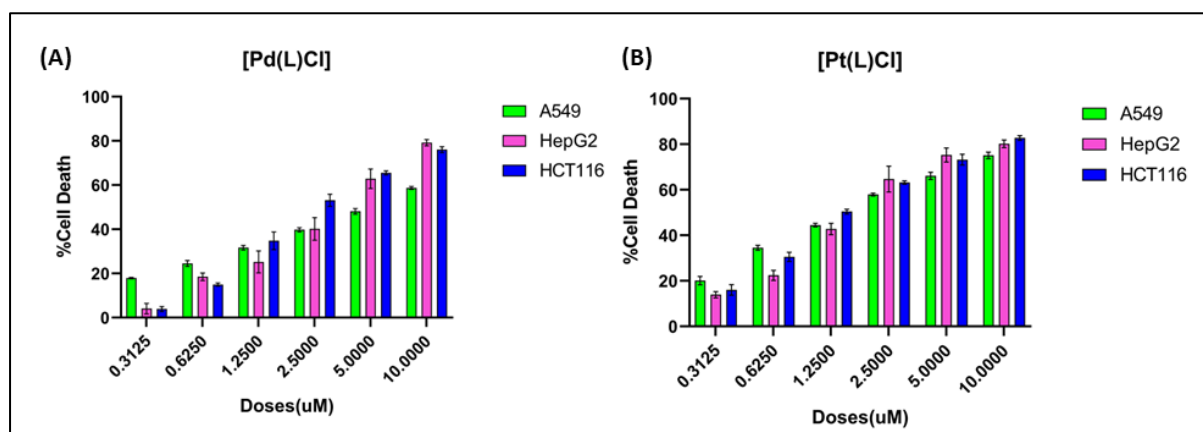 (A)
[Pd(L)Cl]
%Cell Death
100
80
60
40
20
0
0.3125
0.6250
1.2500
2.5000
5.0000
10.0000
Doses(uM)
A549
HepG2
HCT116
(B)
[Pt(L)Cl]
%Cell Death
100
80
60
40
20
0
0.3125
0.6250
1.2500
2.5000
5.0000
10.0000
Doses(uM)
A549
HepG2
HCT116